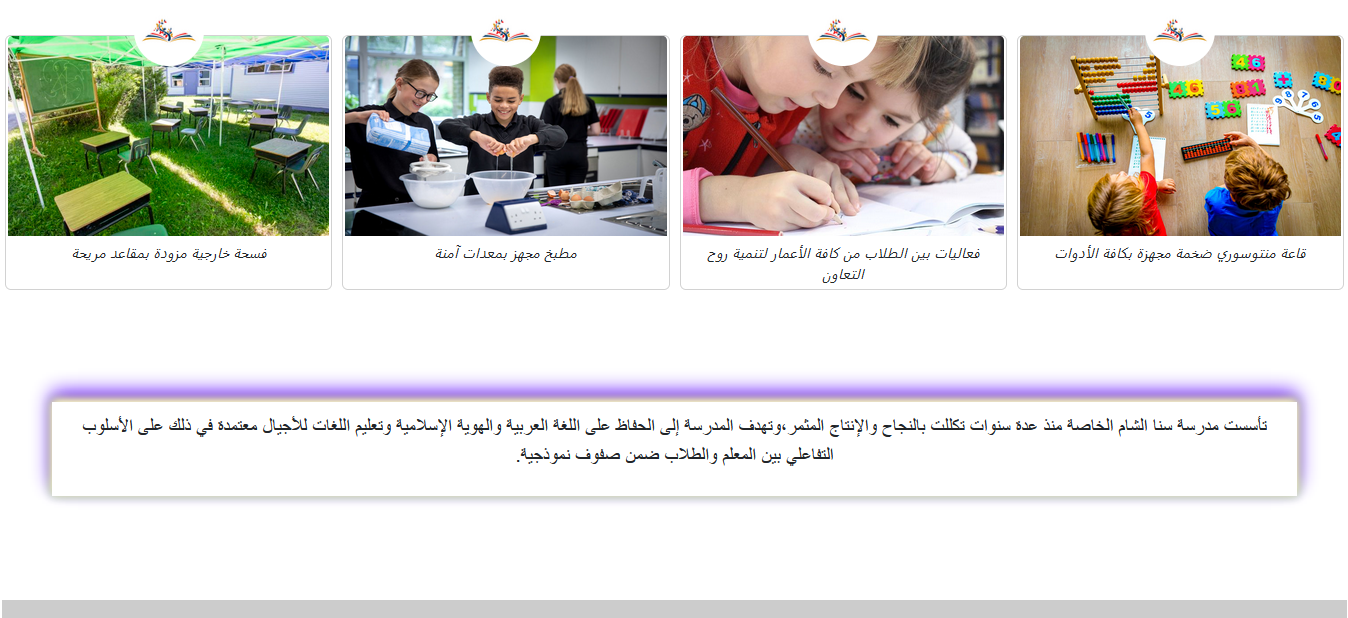 قاعة منتوسوري ضخمة مجهزة بكافة الأدوات
فعاليات بين الطلاب من كافة الأعمار لتنمية روح
التعاون
مطبخ مجهز بمعدات آمنة
فسحة خارجية مزودة بمقاعد مريحة
تأسست مدرسة سنا الشام الخاصة منذ عدة سنوات تكللت بالنجاح والإنتاج المثمر،وتهدف المدرسة إلى الحفاظ على اللغة العربية والهوية الإسلامية وتعليم اللغات للأجيال معتمدة في ذلك على الأسلوب
التفاعلي بين المعلم والطلاب ضمن صفوف نموذجية.